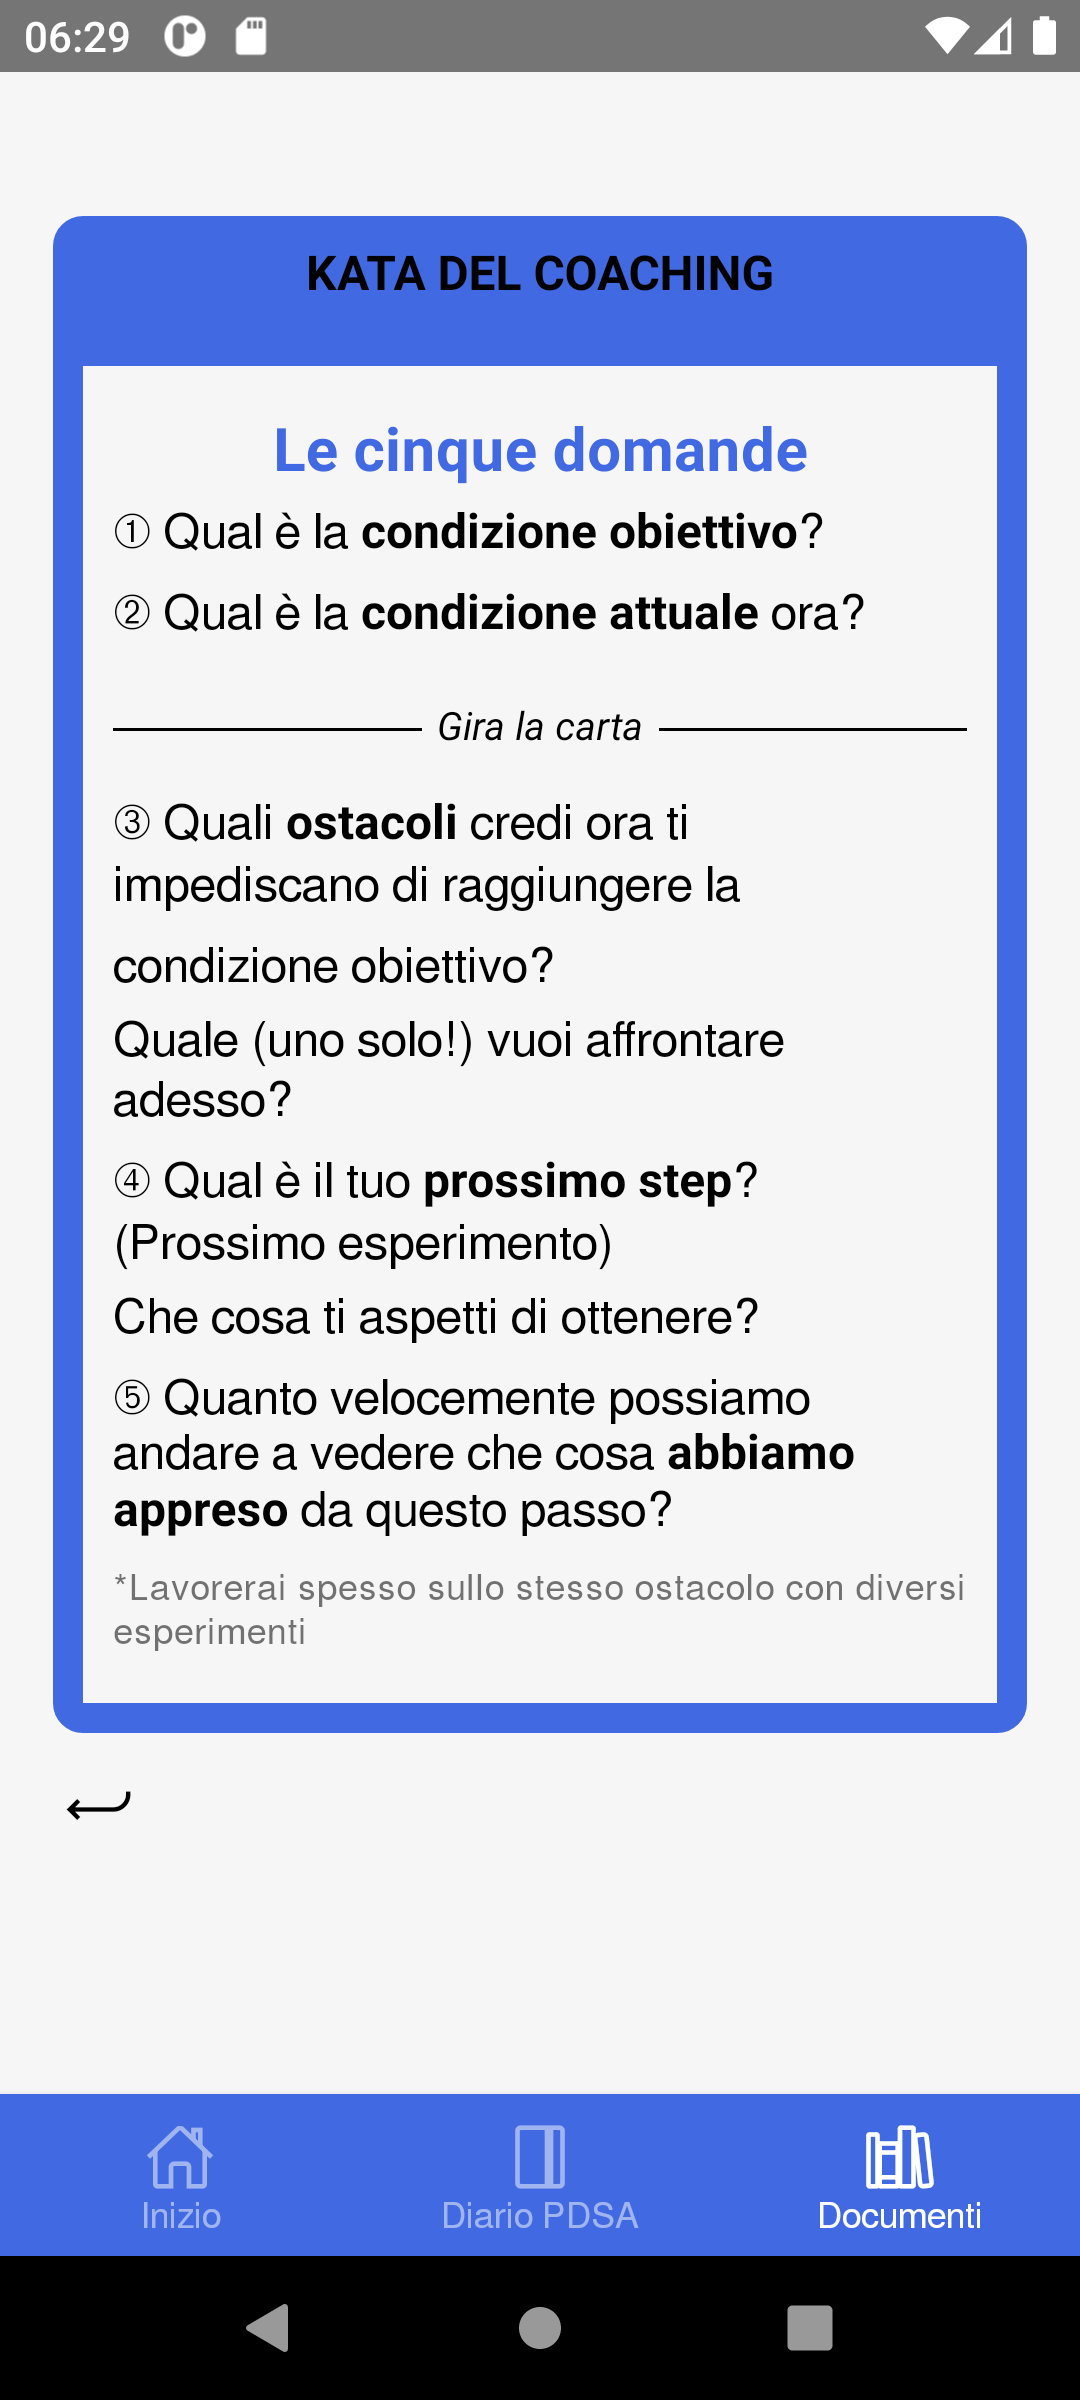 06:29
KATA DEL COACHING
Le cinque domande
① Qual è la condizione obiettivo?
② Qual è la condizione attuale ora?
Gira la carta
③ Quali ostacoli credi ora ti
impediscano di raggiungere la
condizione obiettivo?
Quale (uno solo!) vuoi affrontare
adesso?
④ Qual è il tuo prossimo step?
(Prossimo esperimento)
Che cosa ti aspetti di ottenere?
⑤ Quanto velocemente possiamo
andare a vedere che cosa abbiamo
appreso da questo passo?
*Lavorerai spesso sullo stesso ostacolo con diversi
esperimenti
Inizio
Diario PDSA
Documenti